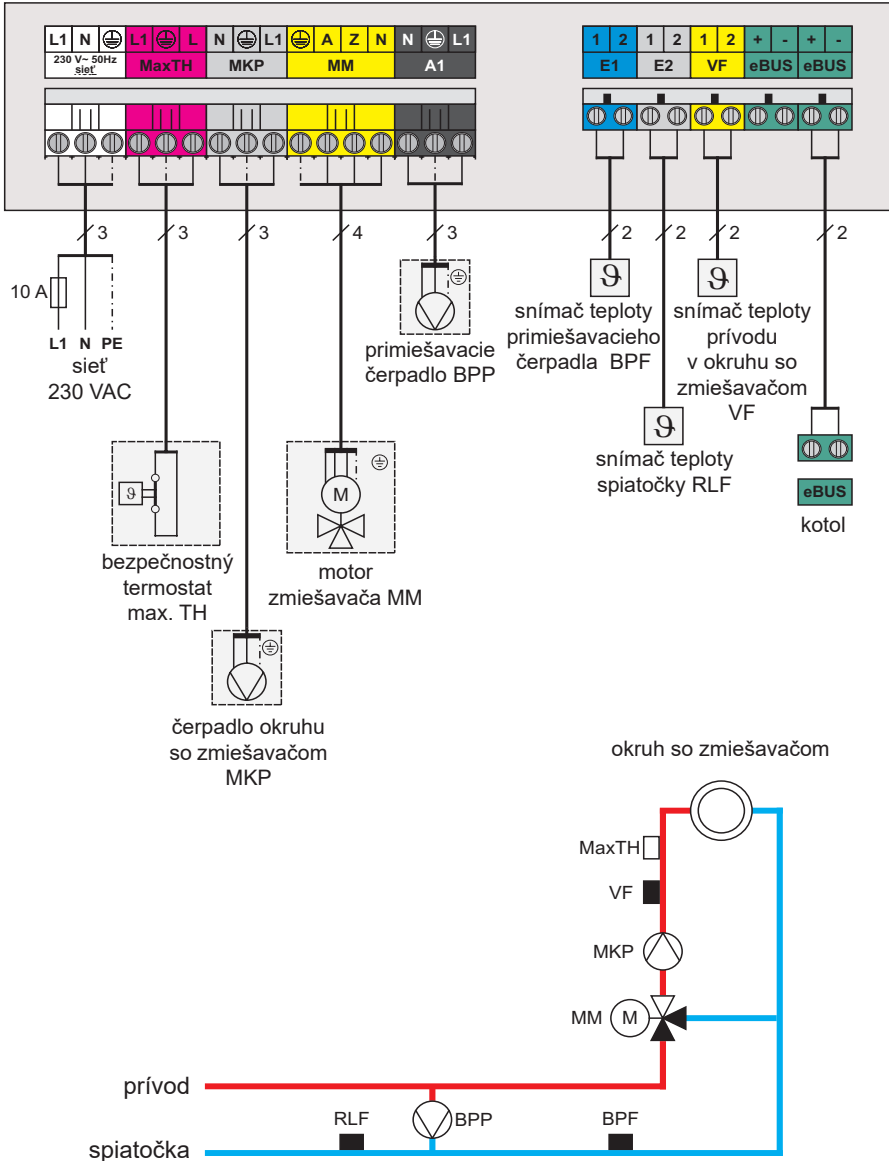 L1 N L1 L N L1 A Z N N L1
230 V~ 50Hz
sieť
MaxTH MKP MM A1
1 2 1 2 1 2 + - + -
E1 E2 VF eBUS eBUS
3 3 3 4 3 2 2 2 2
10 A
L1 N PE
sieť
230 VAC
primiešavacie
čerpadlo BPP
ϑ
snímač teploty
primiešavacieho
čerpadla BPF
ϑ
snímač teploty
prívodu
v okruhu so
zmiešavačom
VF
ϑ
snímač teploty
spiatočky RLF
eBUS
kotol
ϑ
bezpečnostný
termostat
max. TH
M
motor
zmiešavača MM
čerpadlo okruhu
so zmiešavačom
MKP
okruh so zmiešavačom
MaxTH
VF
MKP
MM M
prívod
RLF BPP BPF
spiatočka